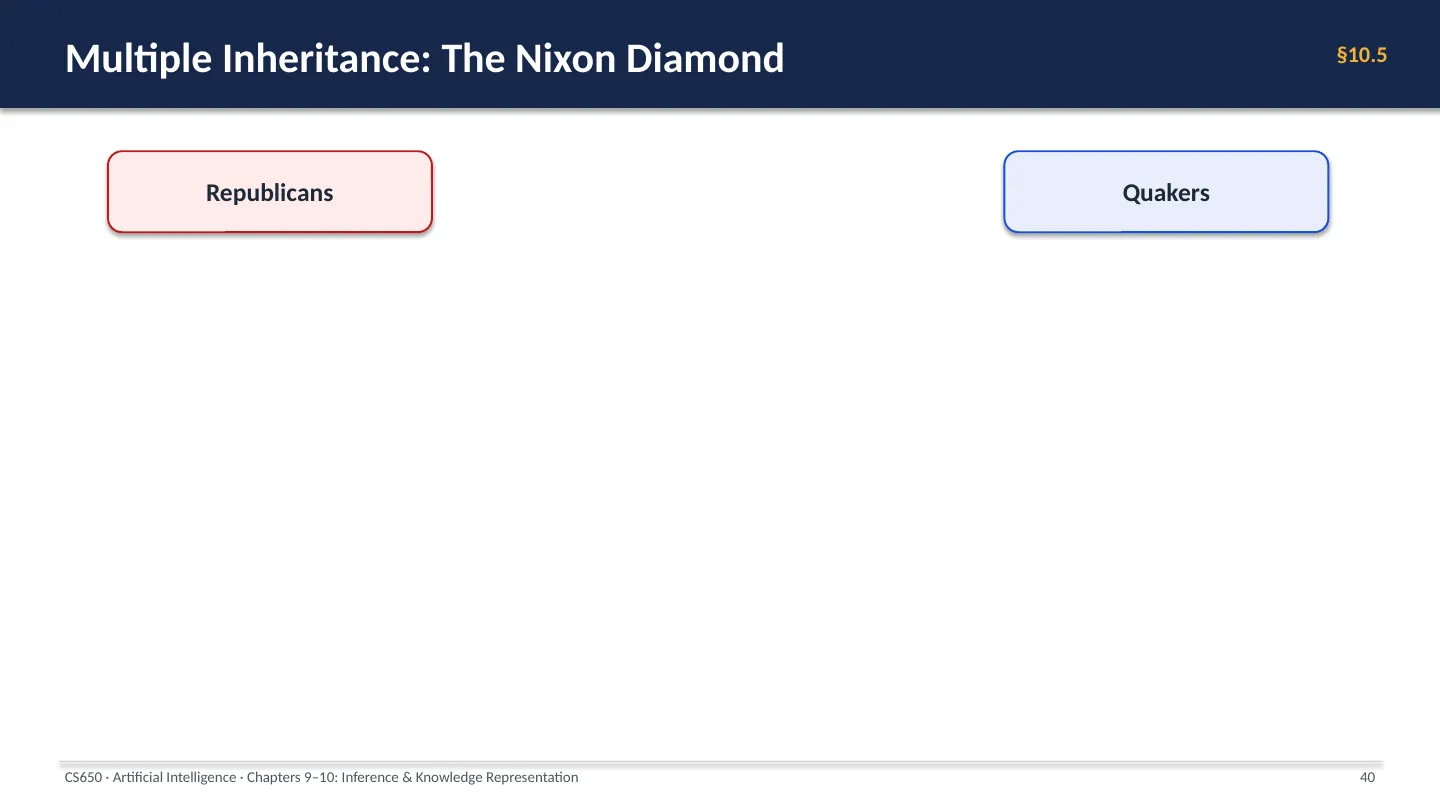 Multiple Inheritance: The Nixon Diamond
§10.5
Republicans
Quakers
CS650 · Artificial Intelligence · Chapters 9–10: Inference & Knowledge Representation
40